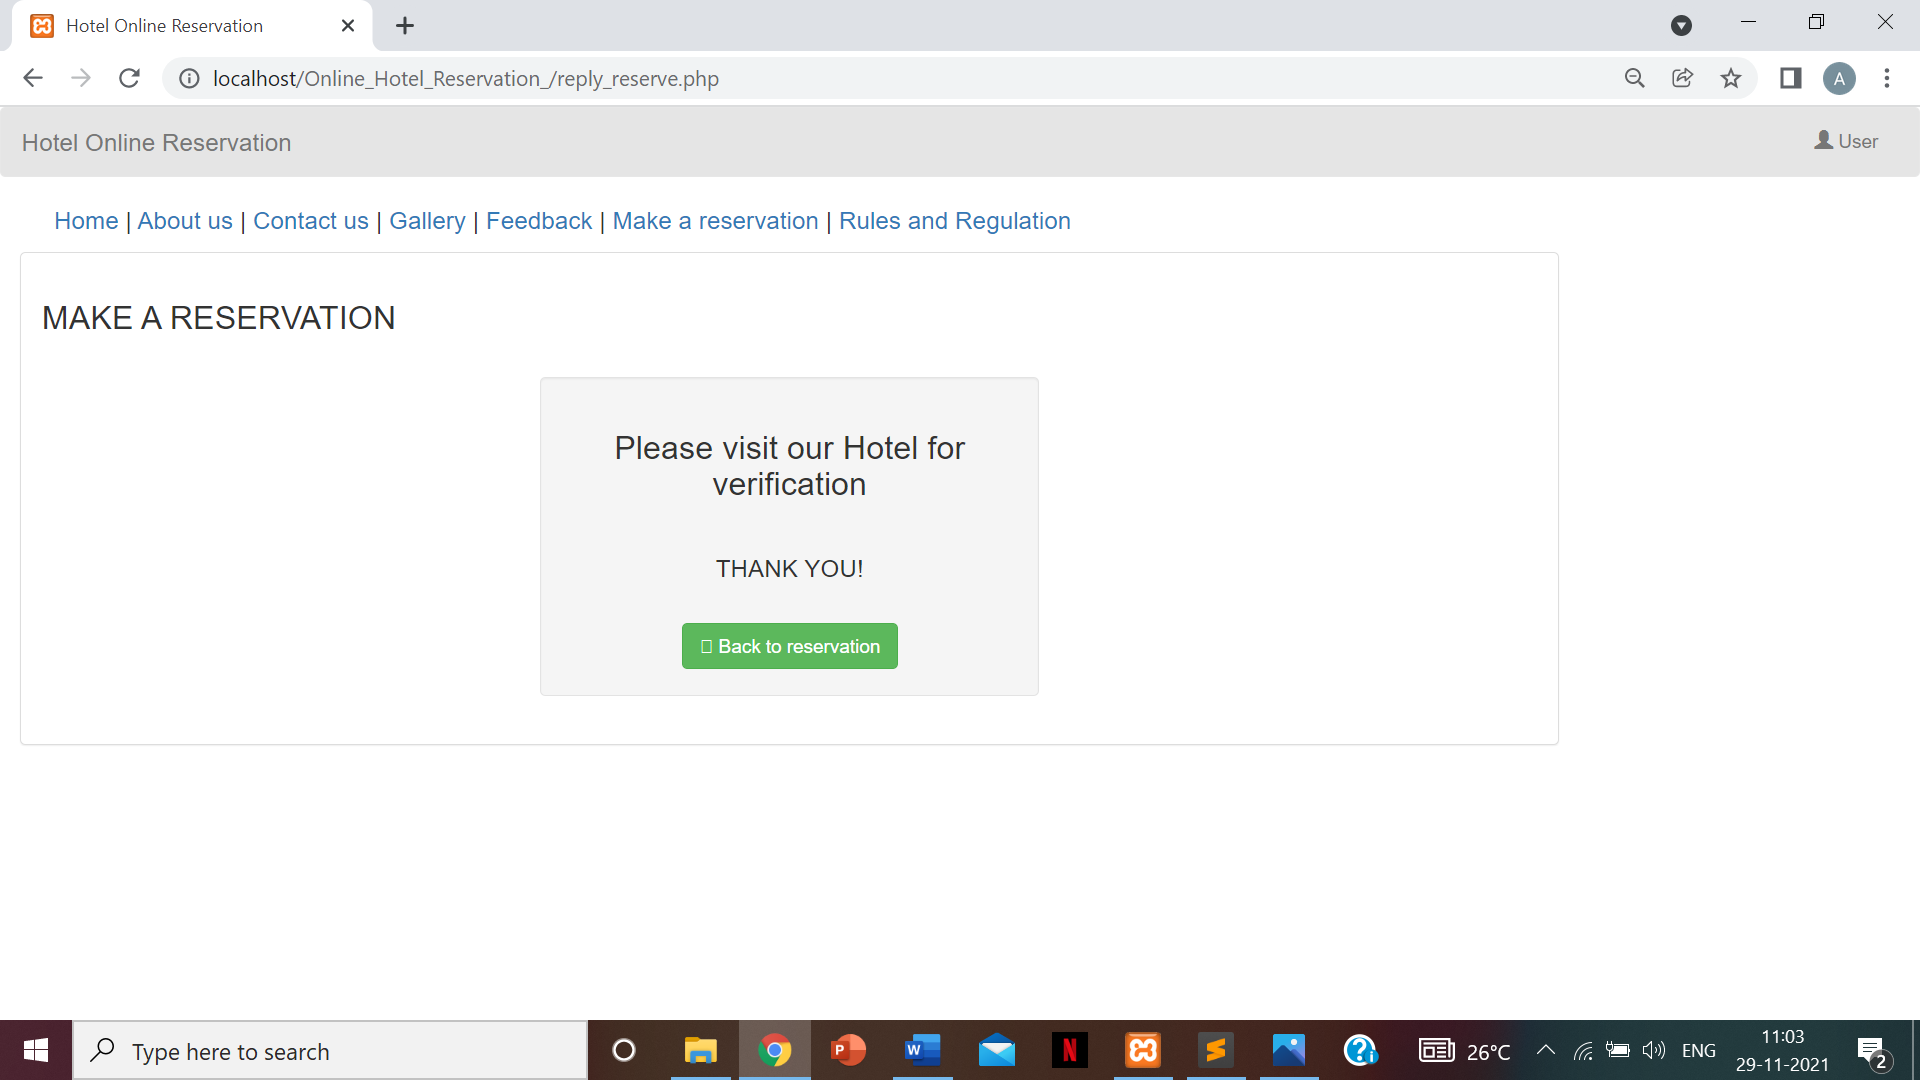 Hotel Online Reservation
localhost/Online_Hotel_Reservation_/reply_reserve.php
A
Hotel Online Reservation
User
Home | About us | Contact us | Gallery | Feedback | Make a reservation | Rules and Regulation
MAKE A RESERVATION
Please visit our Hotel for
verification
THANK YOU!
Back to reservation
Type here to search
P
W
N
26°C
ENG
11:03
29-11-2021
2